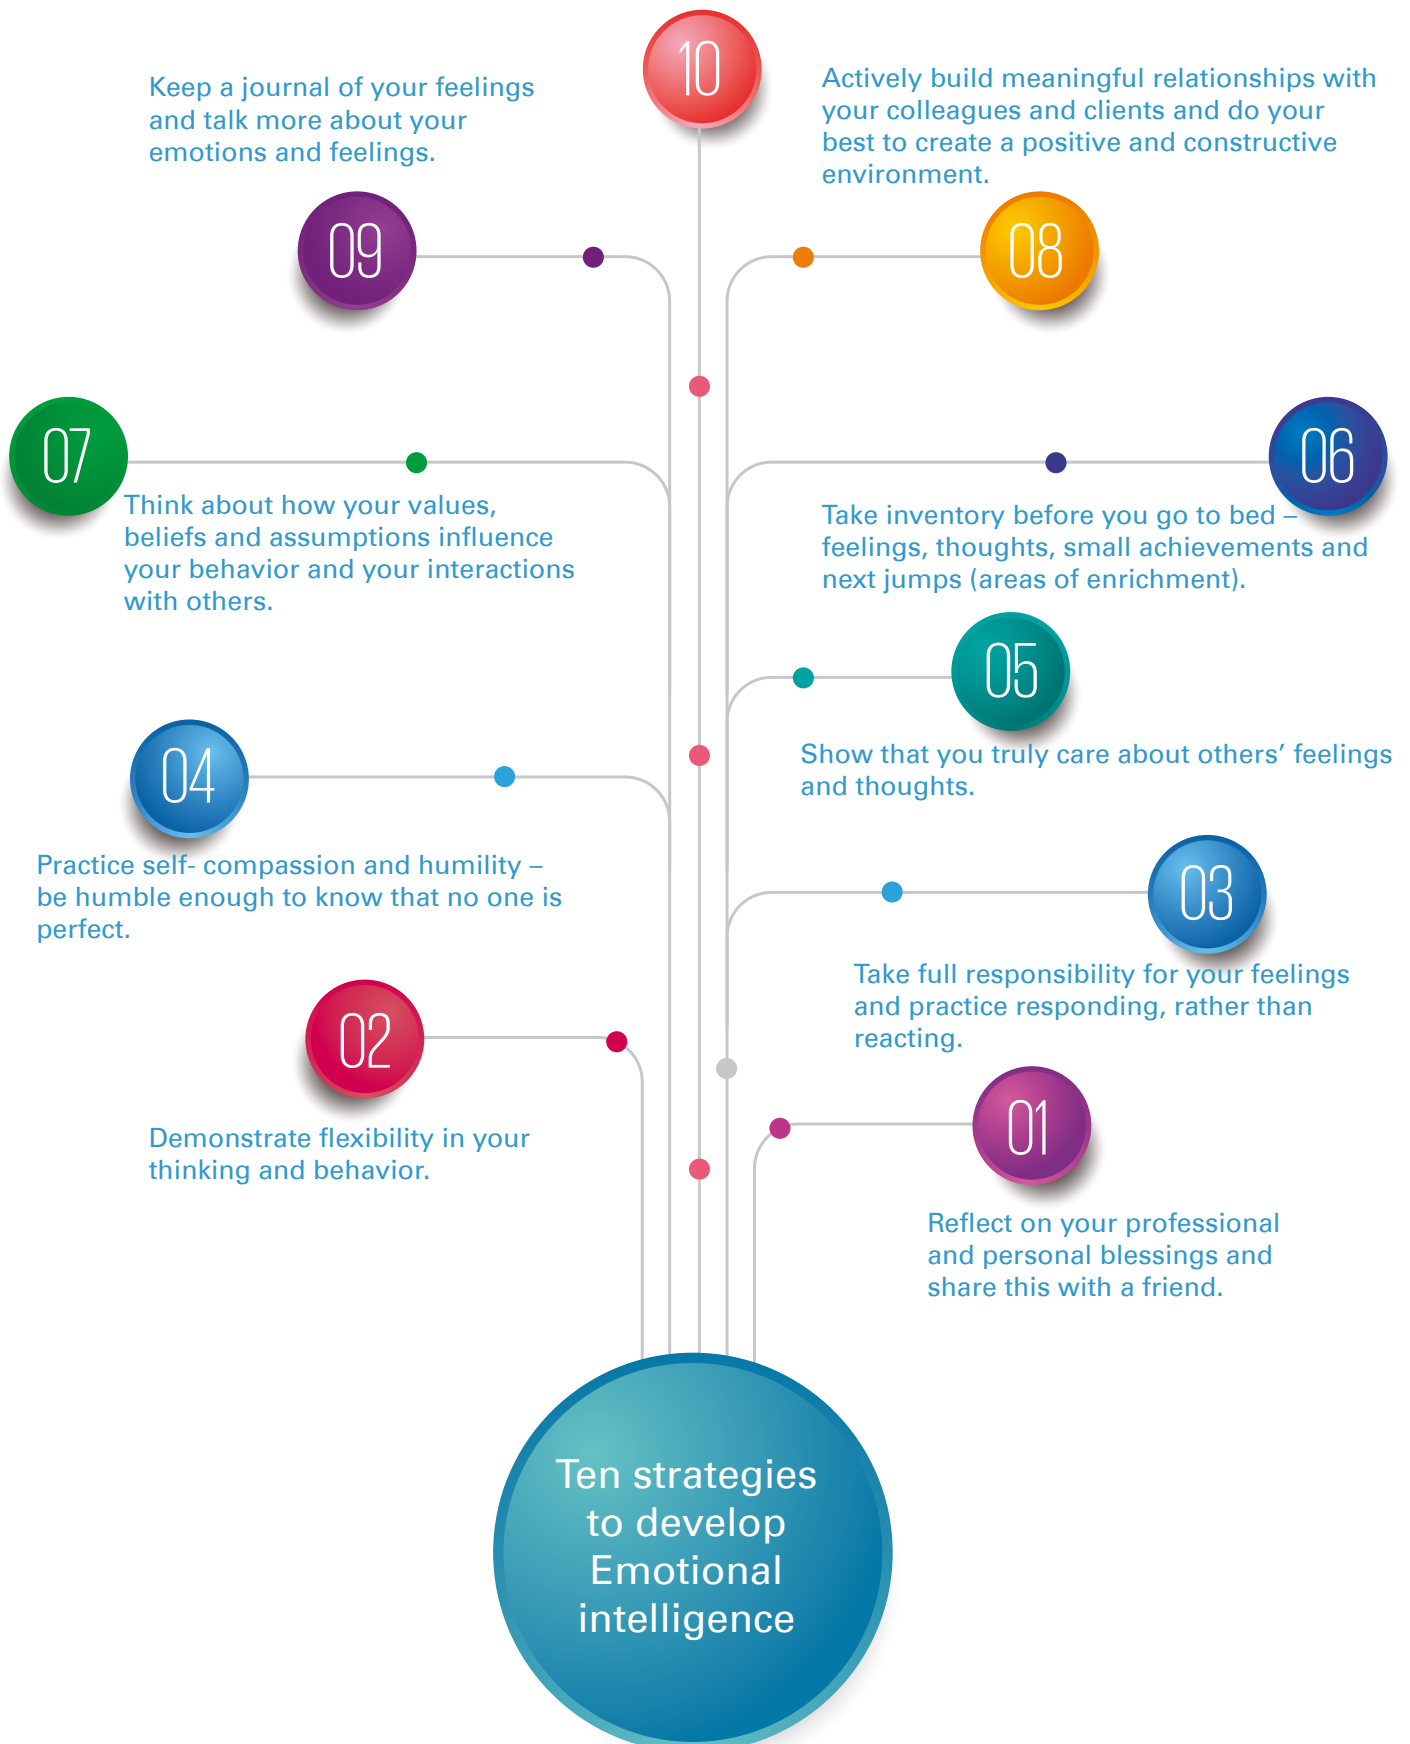 10
Keep a journal of your feelings
and talk more about your
emotions and feelings.
Actively build meaningful relationships with
your colleagues and clients and do your
best to create a positive and constructive
environment.
09
08
07
Think about how your values,
beliefs and assumptions influence
your behavior and your interactions
with others.
06
Take inventory before you go to bed –
feelings, thoughts, small achievements and
next jumps (areas of enrichment).
05
Show that you truly care about others’ feelings
and thoughts.
04
Practice self- compassion and humility –
be humble enough to know that no one is
perfect.
03
Take full responsibility for your feelings
and practice responding, rather than
reacting.
02
Demonstrate flexibility in your
thinking and behavior.
01
Reflect on your professional
and personal blessings and
share this with a friend.
Ten strategies
to develop
Emotional
intelligence